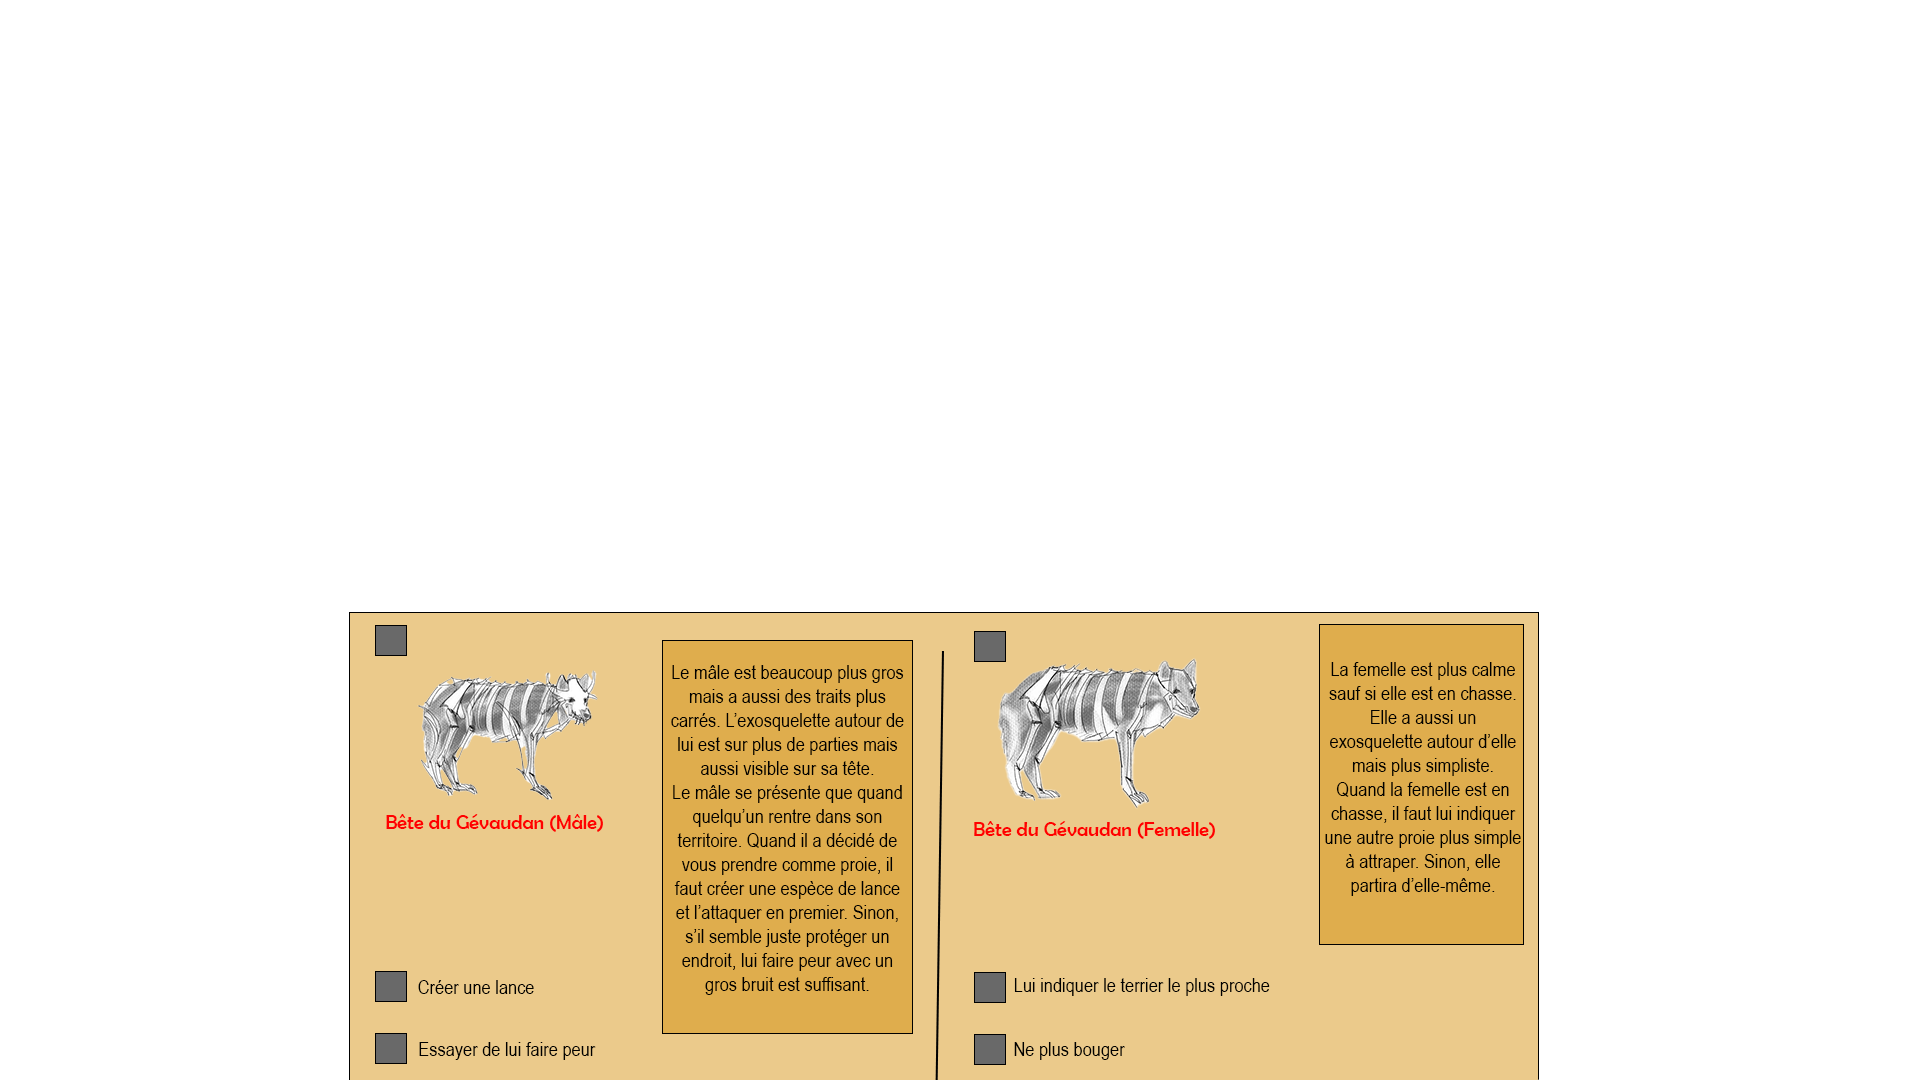 Le mâle est beaucoup plus gros
mais a aussi des traits plus
carrés. L’exosquelette autour de
lui est sur plus de parties mais
aussi visible sur sa tête.
Le mâle se présente que quand
quelqu’un rentre dans son
territoire. Quand il a décidé de
vous prendre comme proie, il
faut créer une espèce de lance
et l’attaquer en premier. Sinon,
s’il semble juste protéger un
endroit, lui faire peur avec un
gros bruit est suffisant.
Bête du Gévaudan (Mâle)
Créer une lance
Essayer de lui faire peur
La femelle est plus calme
sauf si elle est en chasse.
Elle a aussi un
exosquelette autour d’elle
mais plus simpliste.
Quand la femelle est en
chasse, il faut lui indiquer
une autre proie plus simple
à attraper. Sinon, elle
partira d’elle-même.
Bête du Gévaudan (Femelle)
Lui indiquer le terrier le plus proche
Ne plus bouger